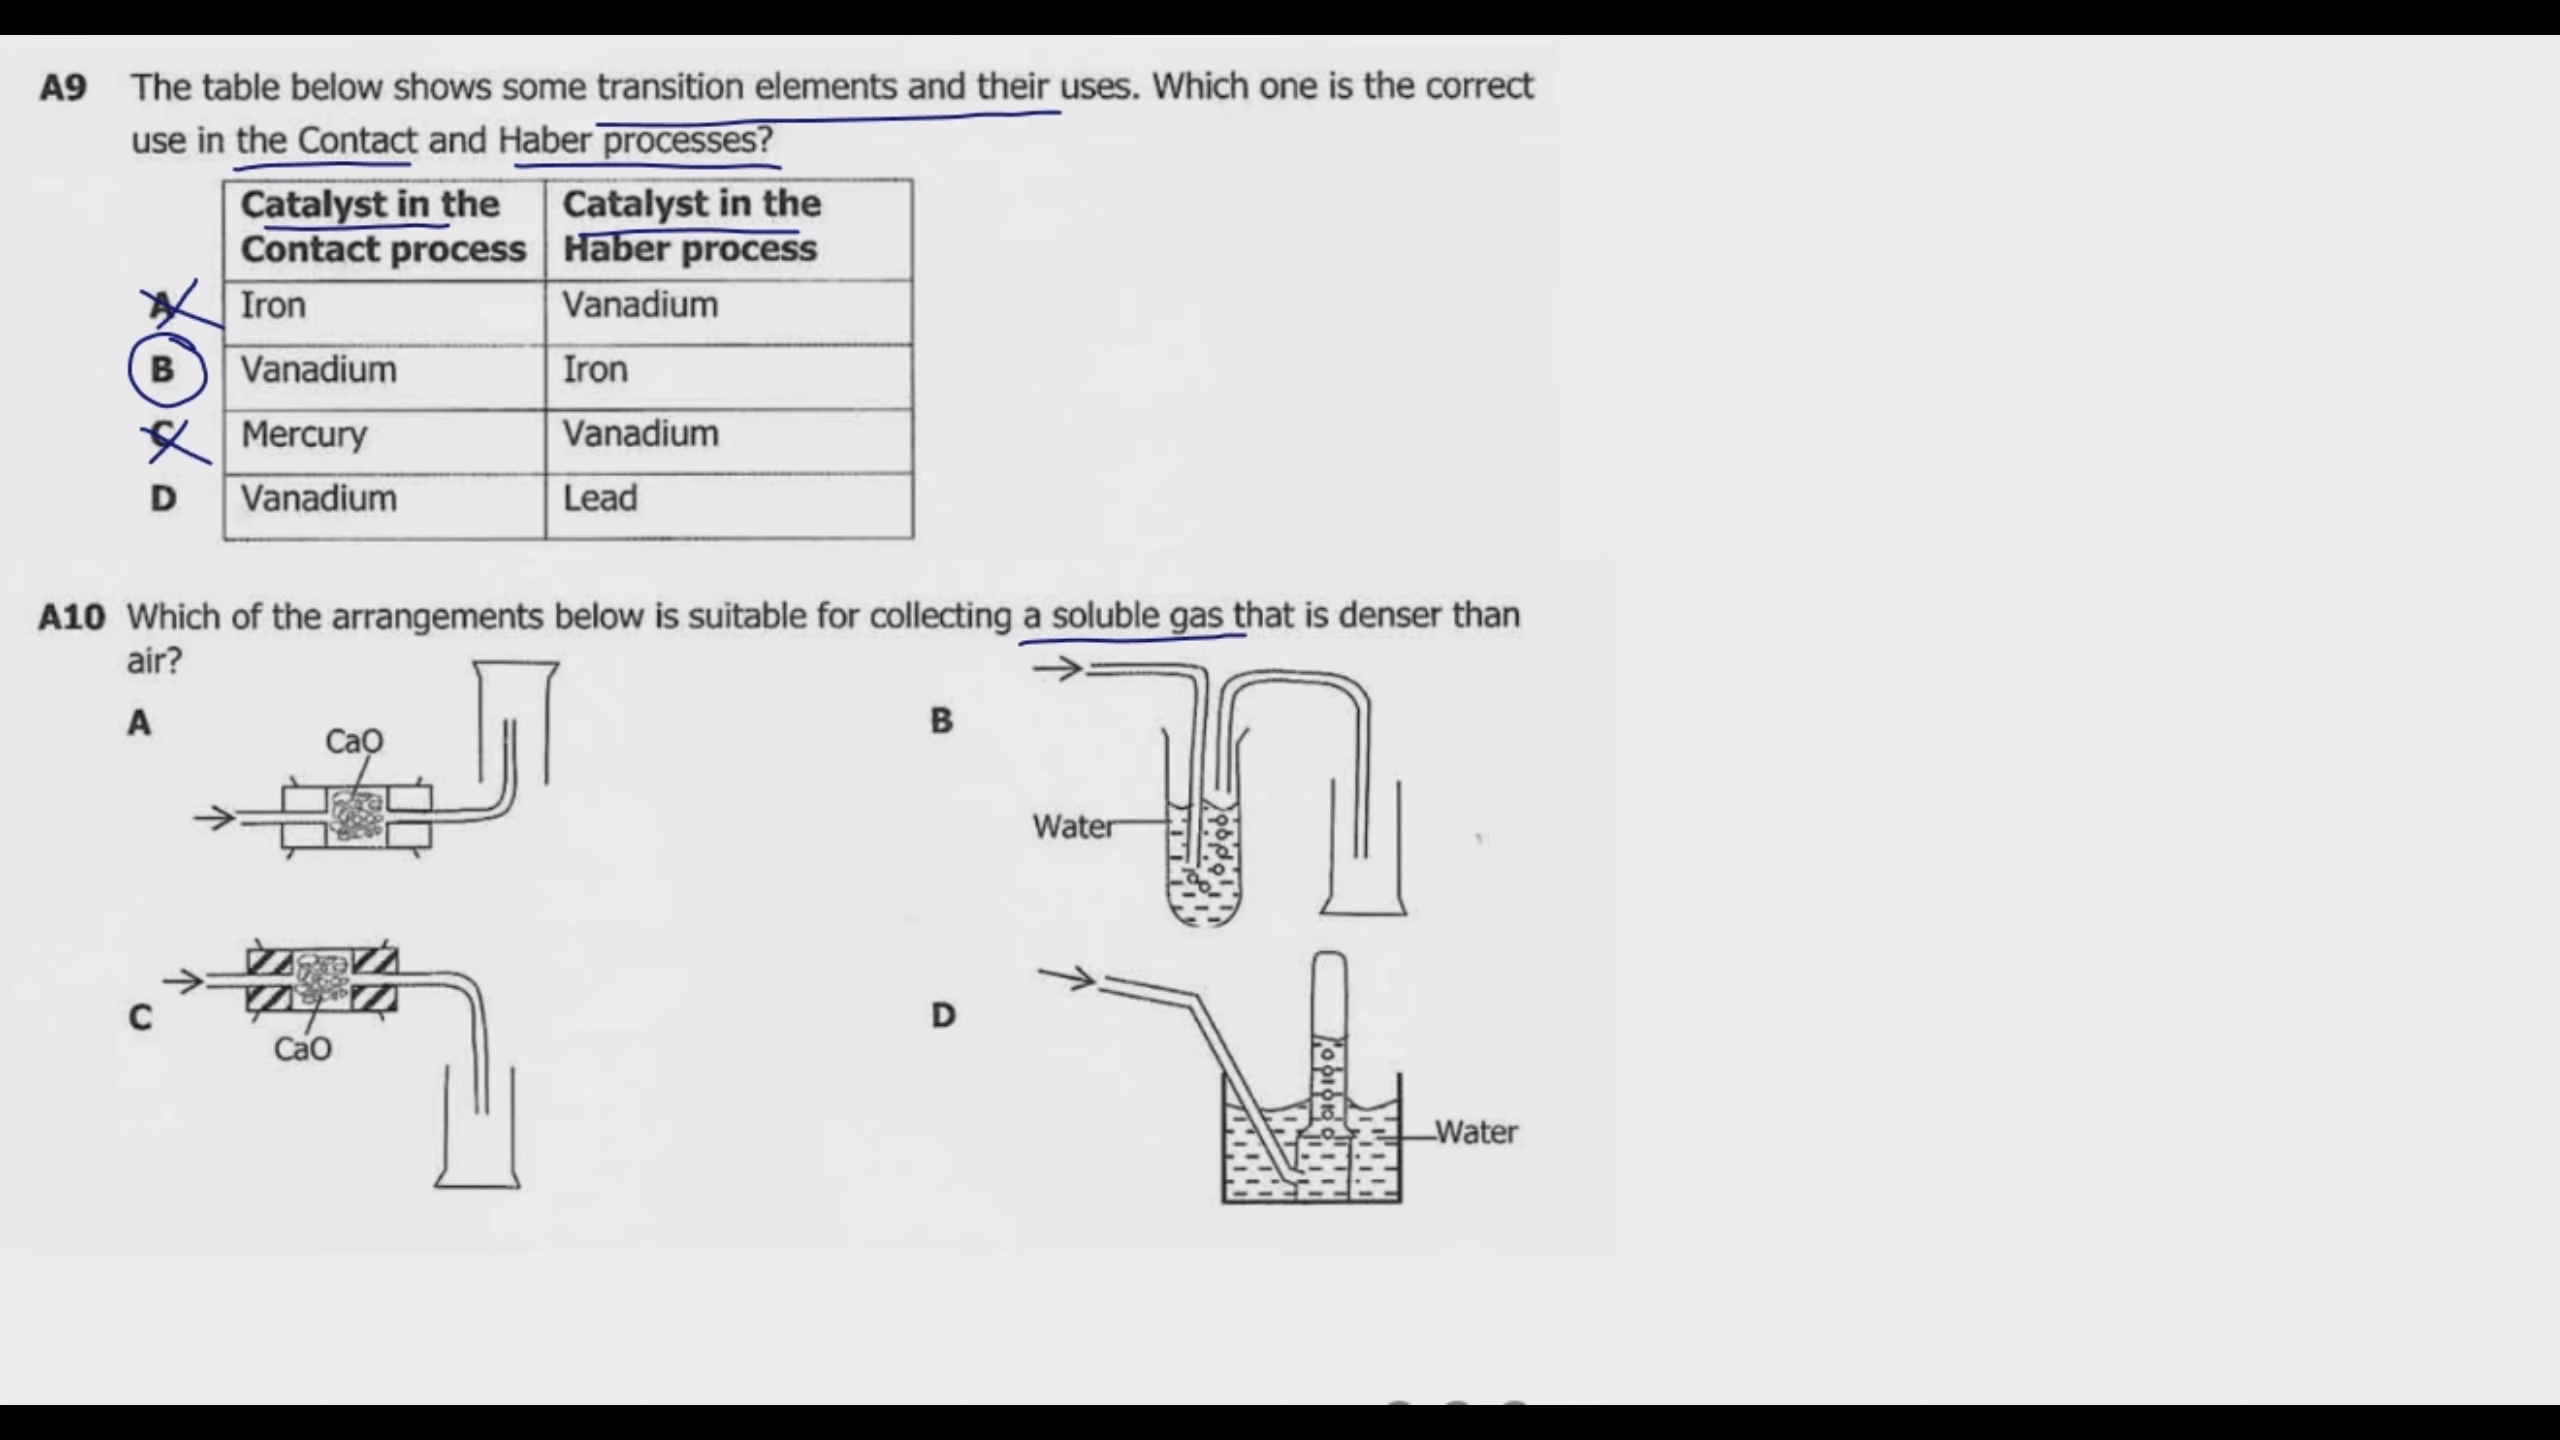 A9 The table below shows some transition elements and their uses. Which one is the correct
use in the Contact and Haber processes?
Catalyst in the Contact process Catalyst in the Haber process
A Iron Vanadium
B Vanadium Iron
C Mercury Vanadium
D Vanadium Lead
A10 Which of the arrangements below is suitable for collecting a soluble gas that is denser than
air?
A
CaO
B
Water
C
CaO
D
Water